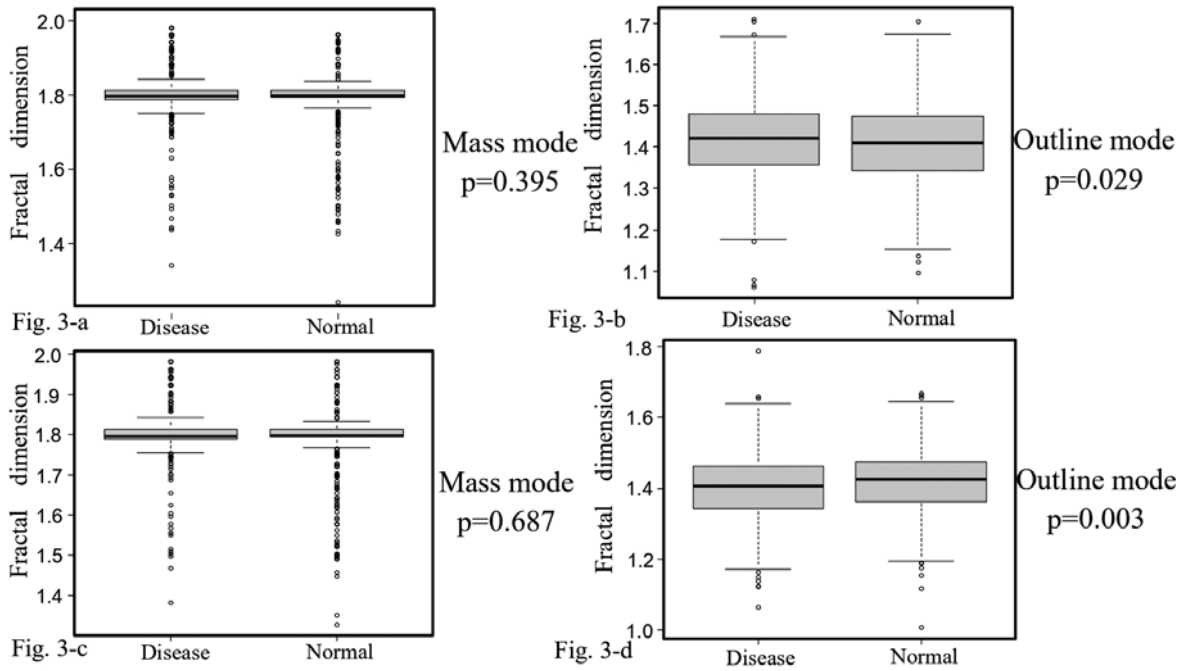 2.0
1.8
1.6
1.4
Fractal dimension
Mass mode
p=0.395
Fig. 3-a
Disease
Normal
1.7
1.6
1.5
1.4
1.3
1.2
1.1
Fractal dimension
Outline mode
p=0.029
Fig. 3-b
Disease
Normal
2.0
1.9
1.8
1.7
1.6
1.5
1.4
Fractal dimension
Mass mode
p=0.687
Fig. 3-c
Disease
Normal
1.8
1.6
1.4
1.2
1.0
Fractal dimension
Outline mode
p=0.003
Fig. 3-d
Disease
Normal